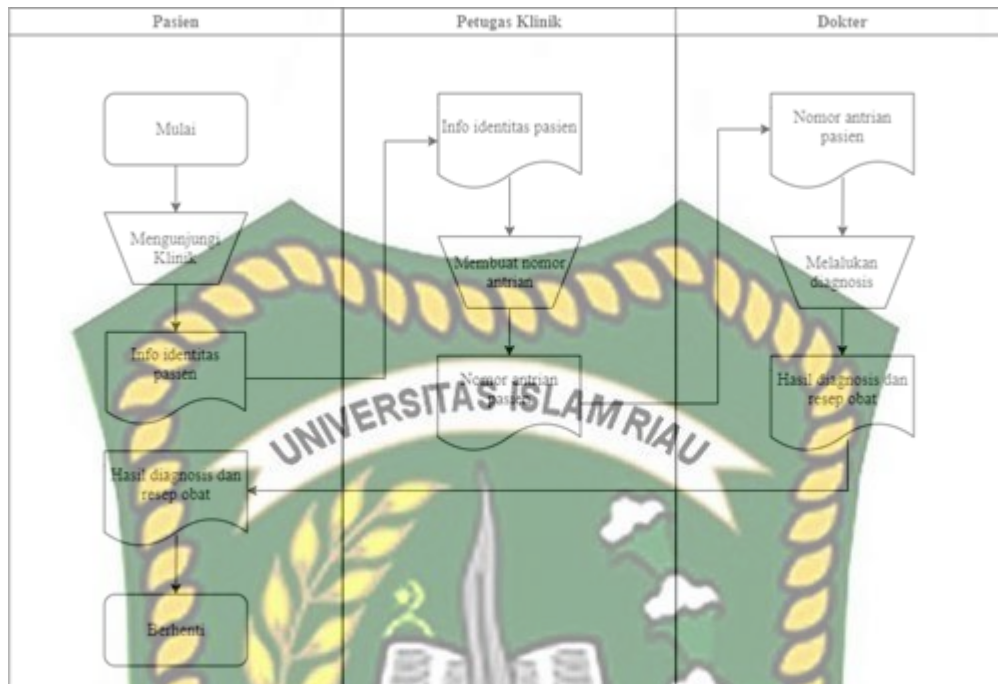 Pasien
Petugas Klinik
Dokter
Mulai
Mengunjungi
Klinik
Info identitas
pasien
Hasil diagnosis dan
resep obat
Berhenti
Info identitas pasien
Membuat nomor
antrian
Nomor antrian
pasien
Nomor antrian
pasien
Melalukan
diagnosis
Hasil diagnosis dan
resep obat
UNIVERSITAS ISLAM RIAU